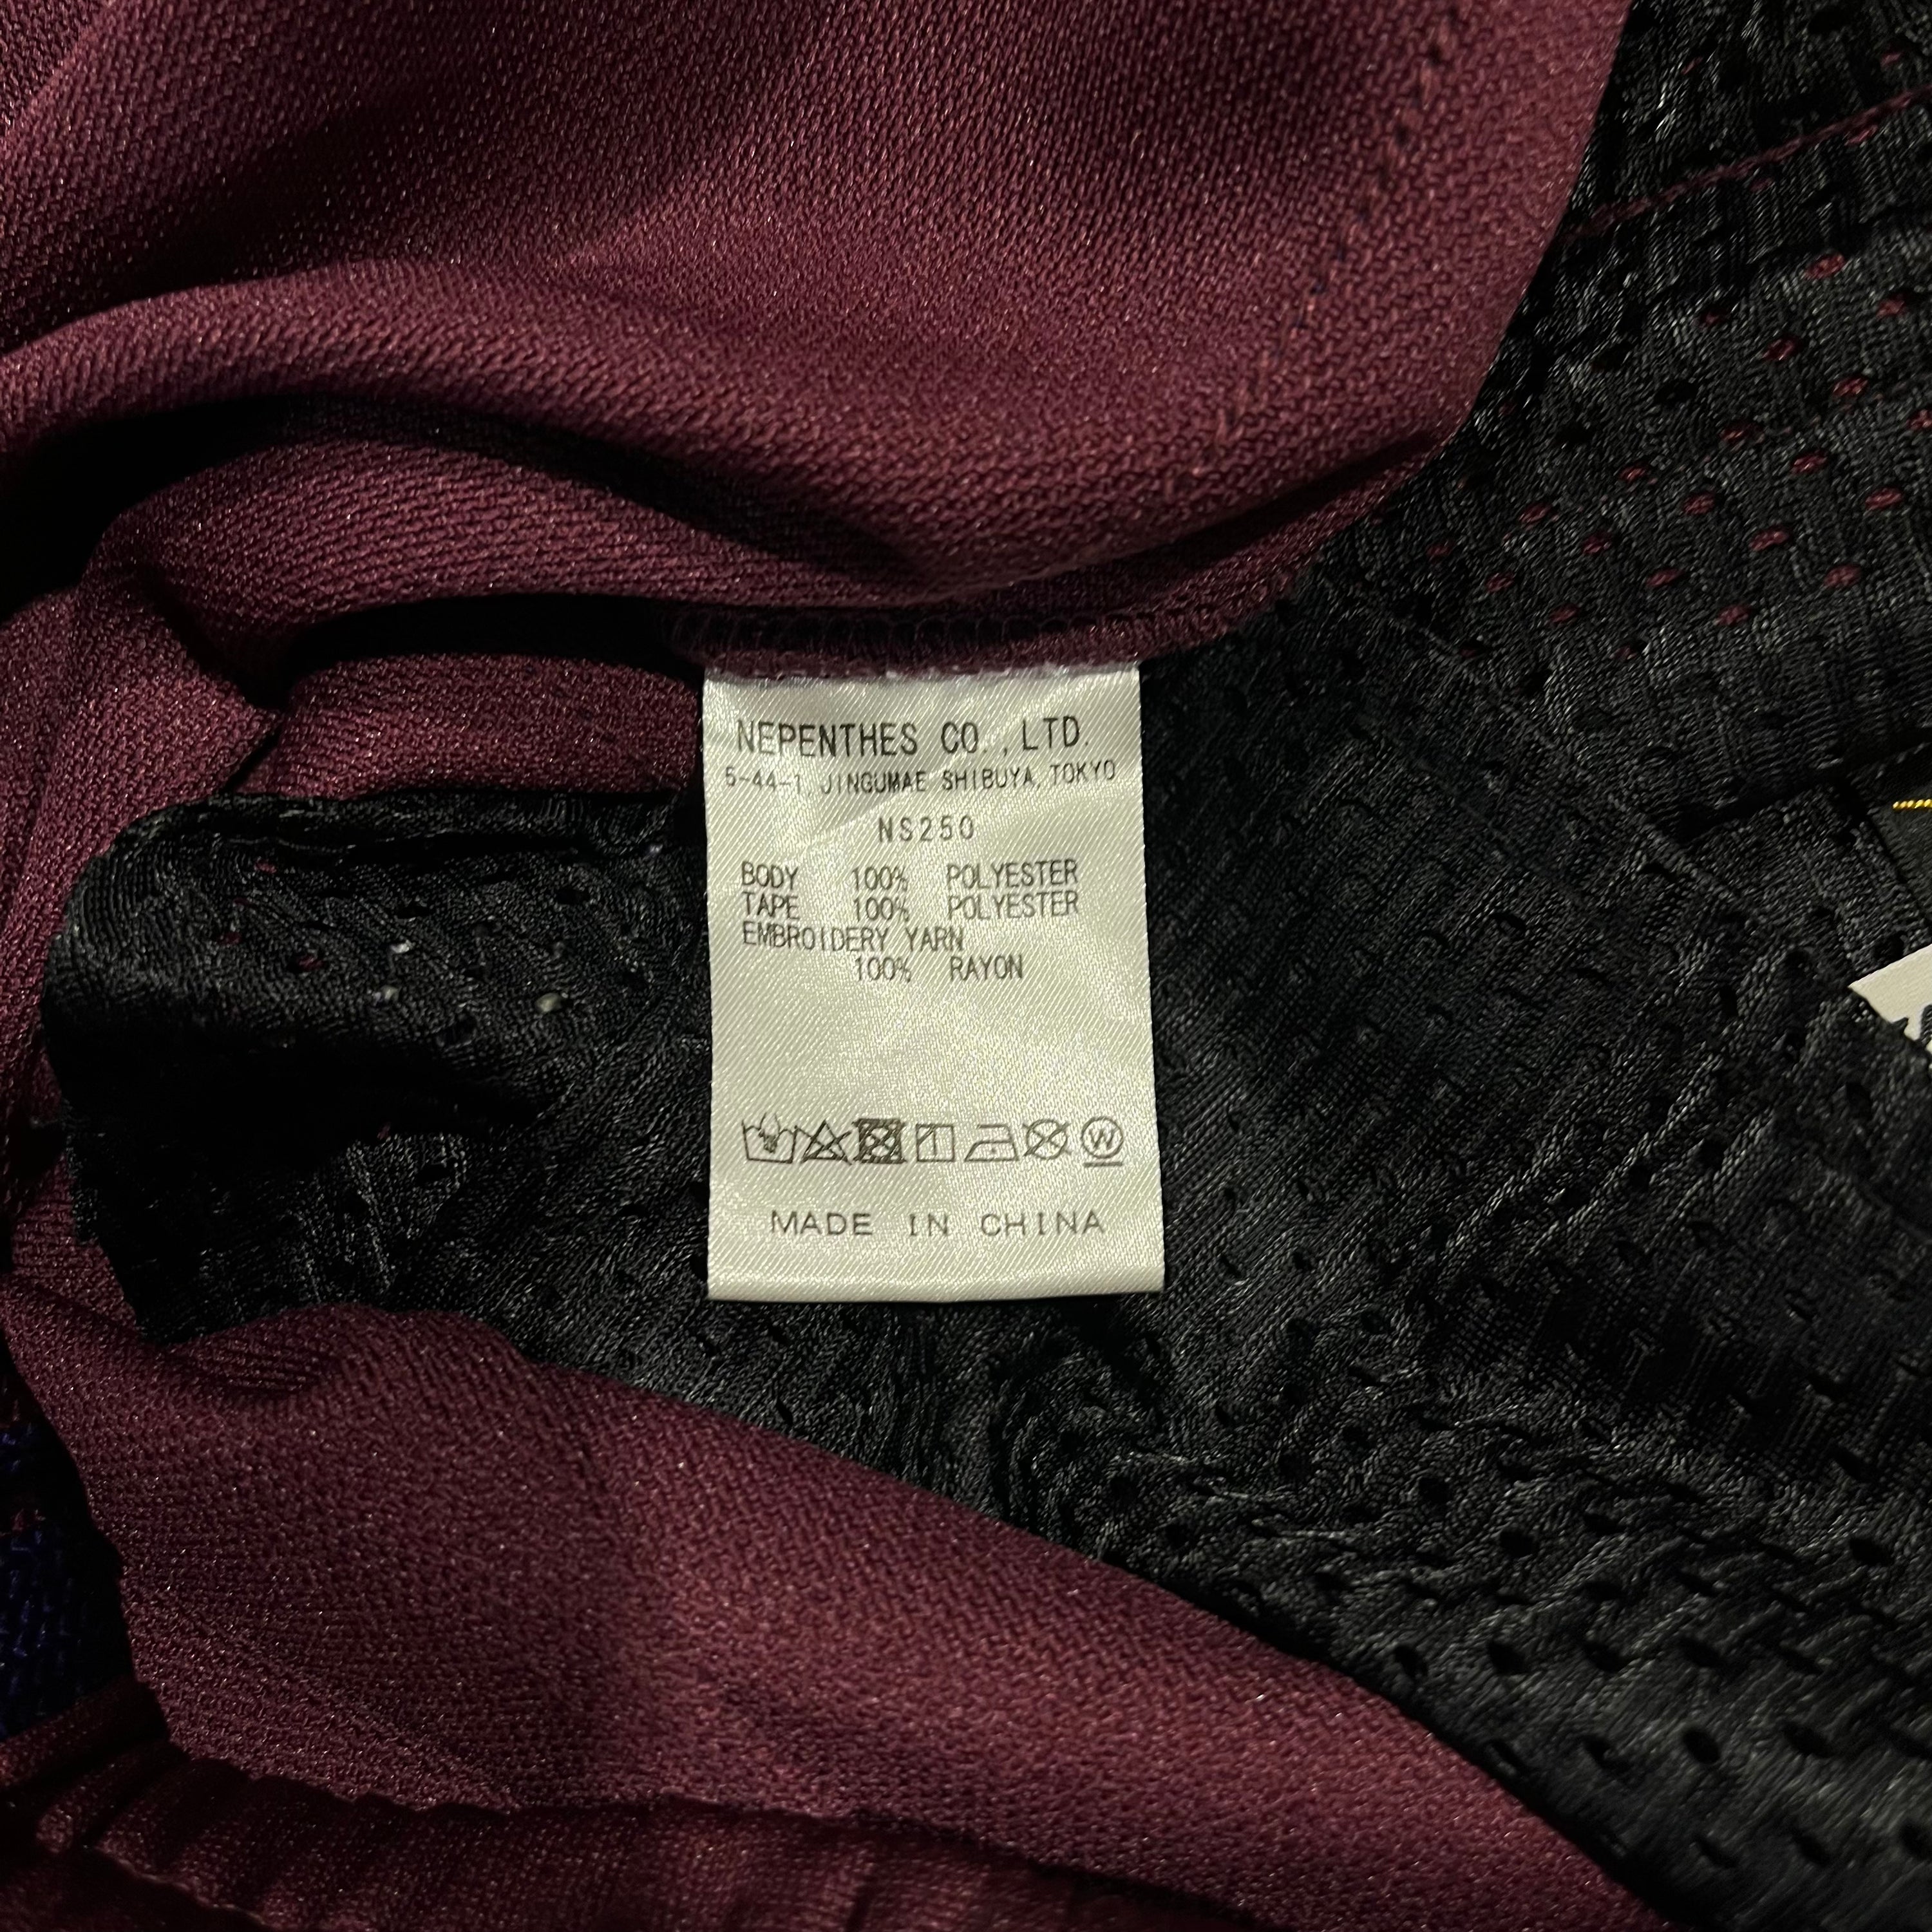 NEPENTHES CO.,LTD.
5-44-1, JINGUMAE SHIBUYA, TOKYO
NS250
BODY 100% POLYESTER
TAPE 100% POLYESTER
EMBROIDERY YARN
100% RAYON
W
MADE IN CHINA